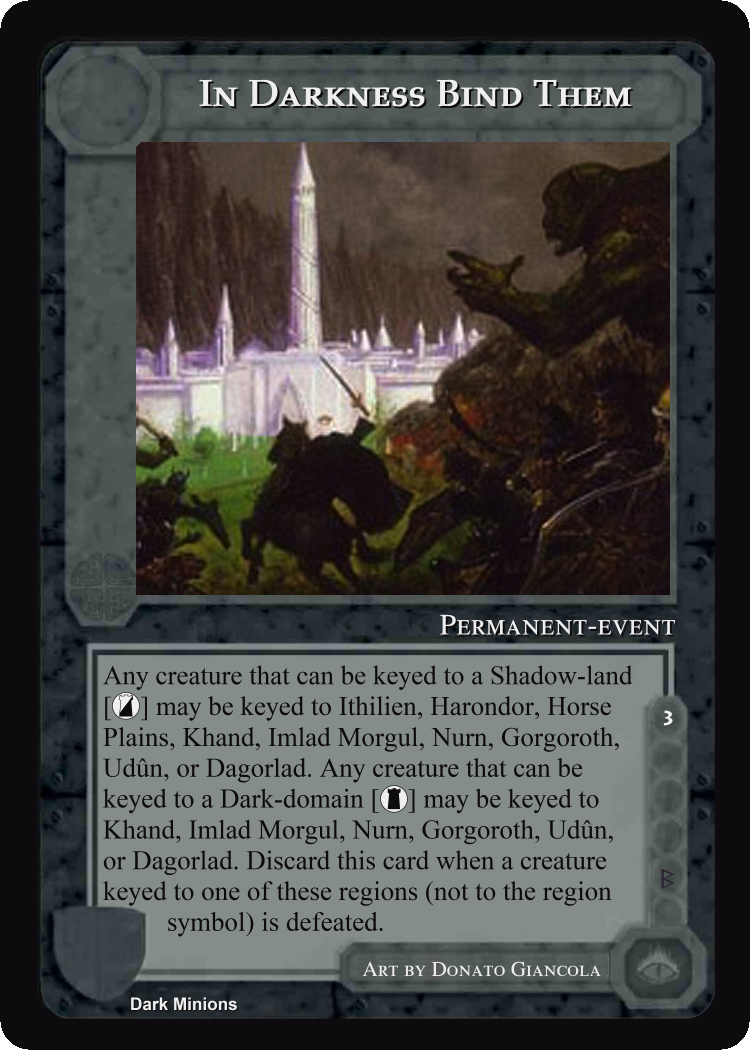 In Darkness Bind Them
Permanent-event
Any creature that can be keyed to a Shadow-land
[] may be keyed to Ithilien, Harondor, Horse
Plains, Khand, Imlad Morgul, Nurn, Gorgoroth,
Udûn, or Dagorlad. Any creature that can be
keyed to a Dark-domain [] may be keyed to
Khand, Imlad Morgul, Nurn, Gorgoroth, Udûn,
or Dagorlad. Discard this card when a creature
keyed to one of these regions (not to the region
symbol) is defeated.
3
ᛒ
Art by Donato Giancola
Dark Minions